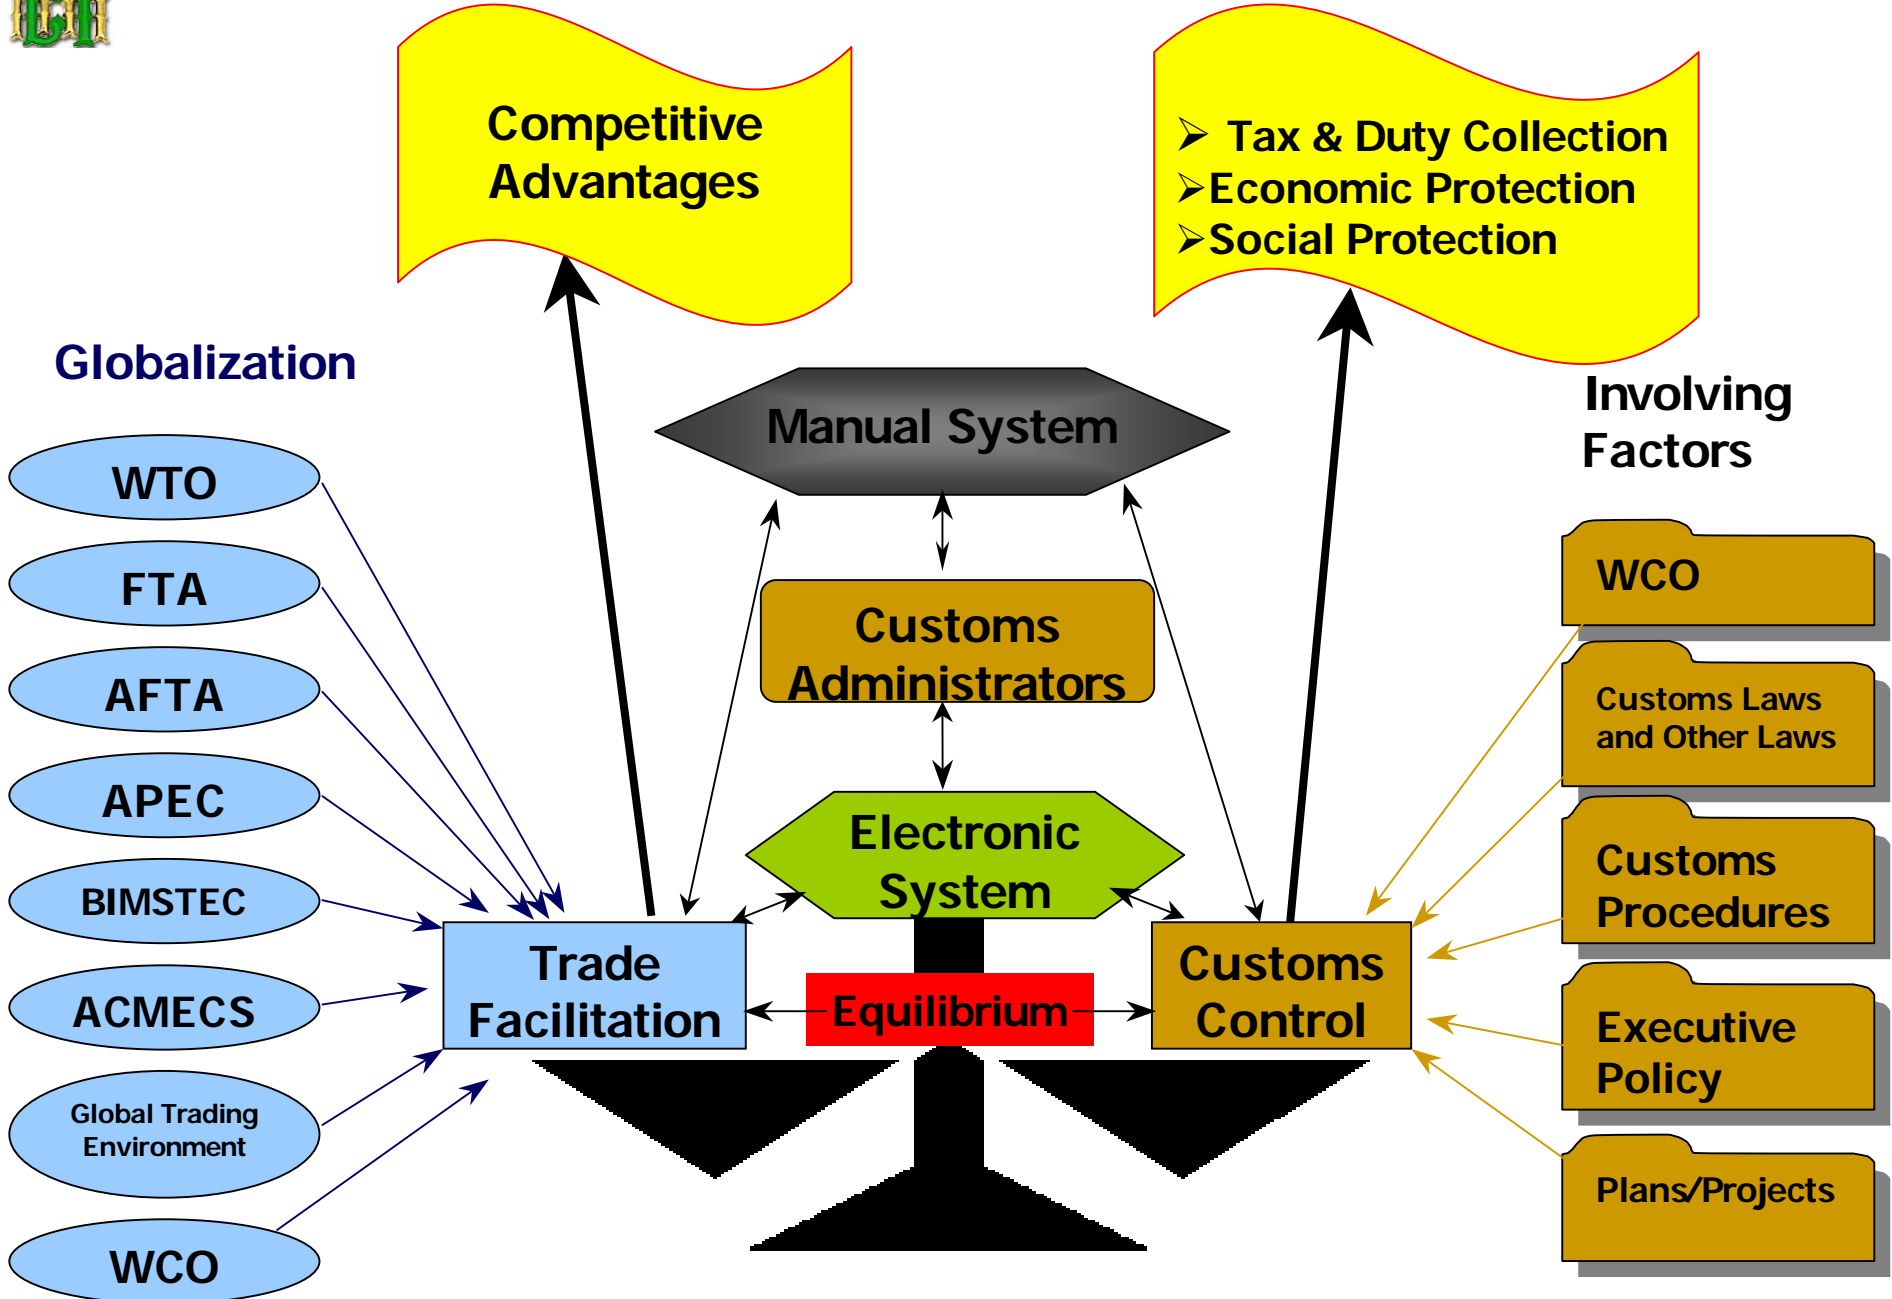 Competitive
Advantages
➢ Tax & Duty Collection
➢Economic Protection
➢Social Protection
Globalization
WTO
FTA
AFTA
APEC
BIMSTEC
ACMECS
Global Trading
Environment
WCO
Manual System
Customs
Administrators
Electronic
System
Trade
Facilitation
Equilibrium
Customs
Control
Involving
Factors
WCO
Customs Laws
and Other Laws
Customs
Procedures
Executive
Policy
Plans/Projects